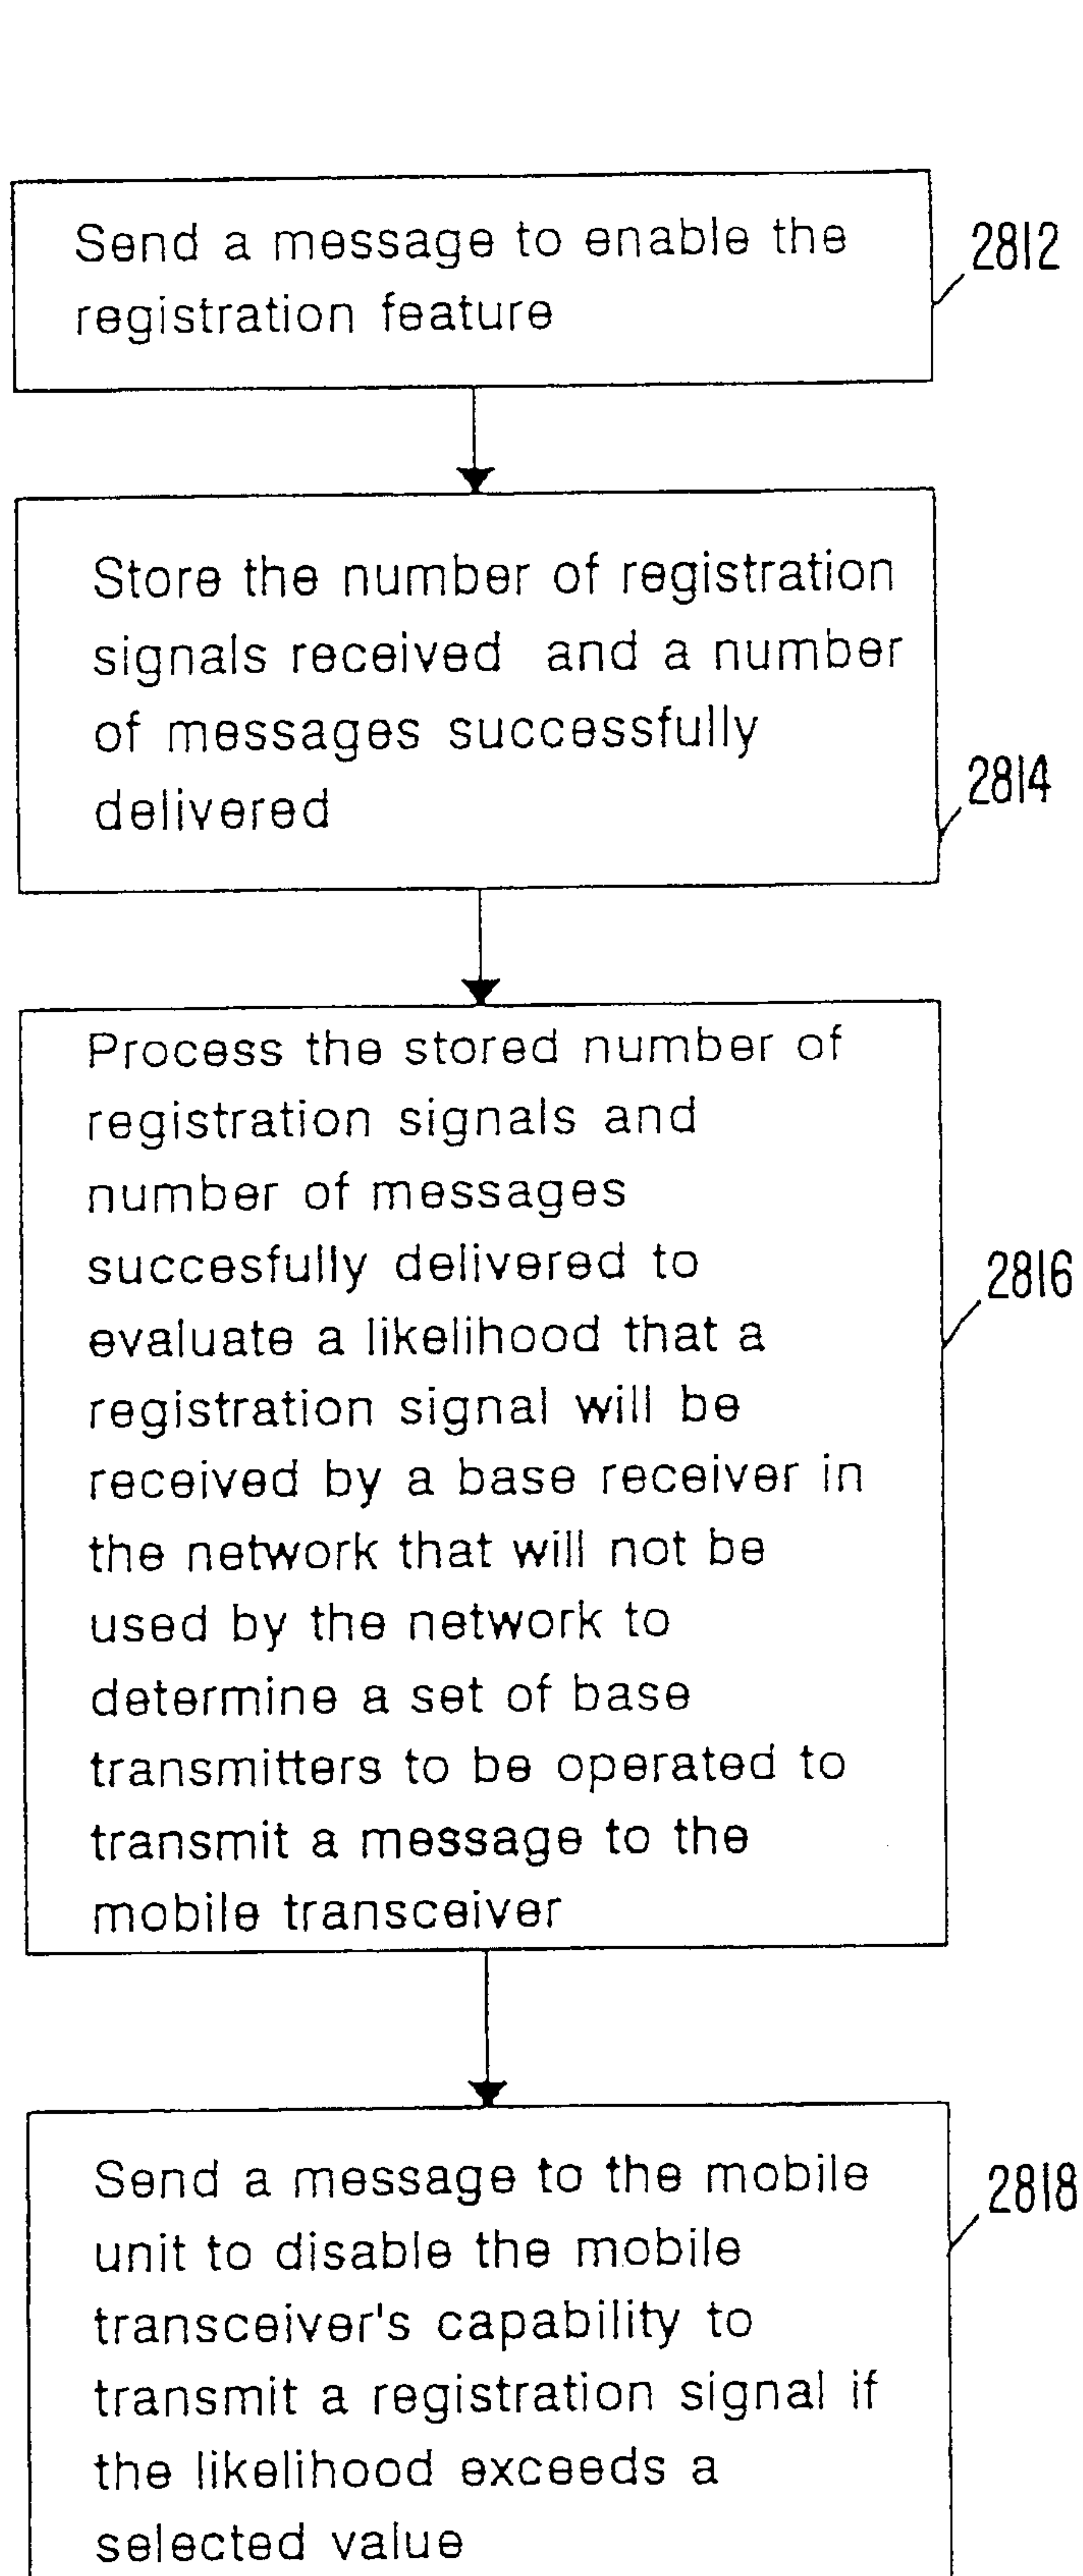 Send a message to enable the
registration feature
2812
Store the number of registration
signals received and a number
of messages successfully
delivered
2814
Process the stored number of
registration signals and
number of messages
succesfully delivered to
evaluate a likelihood that a
registration signal will be
received by a base receiver in
the network that will not be
used by the network to
determine a set of base
transmitters to be operated to
transmit a message to the
mobile transceiver
2816
Send a message to the mobile
unit to disable the mobile
transceiver's capability to
transmit a registration signal if
the likelihood exceeds a
selected value
2818